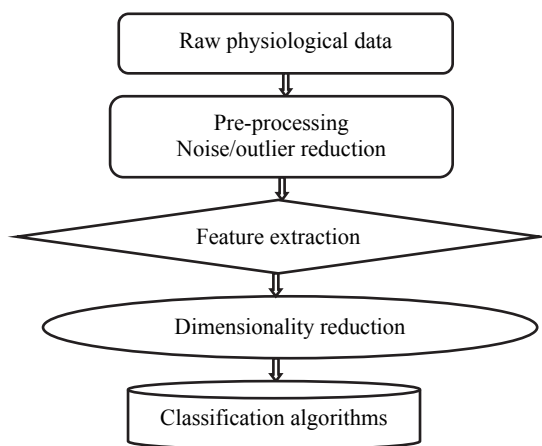 Raw physiological data
Pre-processing
Noise/outlier reduction
Feature extraction
Dimensionality reduction
Classification algorithms